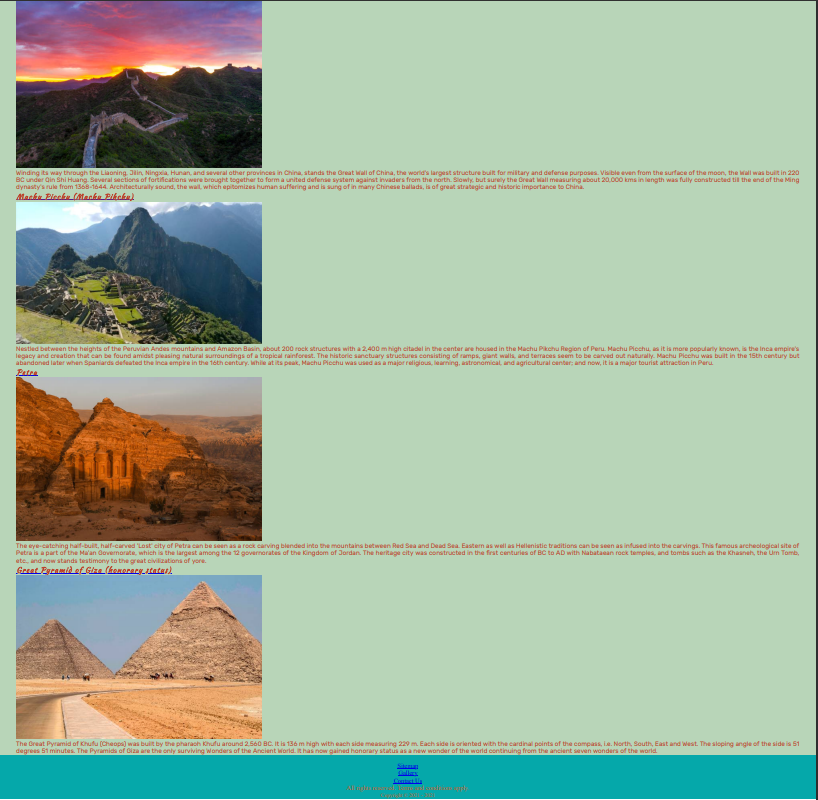 Winding its way through the Liaoning, Jilin, Ningxia, Hunan, and several other provinces in China, stands the Great Wall of China, the world's largest structure built for military and defense purposes. Visible even from the surface of the moon, the Wall was built in 220
BC under Qin Shi Huang. Several sections of fortifications were brought together to form a united defense system against invaders from the north. Slowly, but surely the Great Wall measuring about 20,000 kms in length was fully constructed till the end of the Ming
dynasty's rule from 1368-1644. Architecturally sound, the wall, which epitomizes human suffering and is sung of in many Chinese ballads, is of great strategic and historic importance to China.
Machu Picchu (Machu Pikchu)
Nestled between the heights of the Peruvian Andes mountains and Amazon Basin, about 200 rock structures with a 2,400 m high citadel in the center are housed in the Machu Pikchu Region of Peru. Machu Picchu, as it is more popularly known, is the Inca empire's
legacy and creation that can be found amidst pleasing natural surroundings of a tropical rainforest. The historic sanctuary structures consisting of ramps, giant walls, and terraces seem to be carved out naturally. Machu Picchu was built in the 15th century but
abandoned later when Spaniards defeated the Inca empire in the 16th century. While at its peak, Machu Picchu was used as a major religious, learning, astronomical, and agricultural center; and now, it is a major tourist attraction in Peru.
Petra
The eye-catching half-built, half-carved 'Lost' city of Petra can be seen as a rock carving blended into the mountains between Red Sea and Dead Sea. Eastern as well as Hellenistic traditions can be seen as infused into the carvings. This famous archeological site of
Petra is a part of the Ma'an Governorate, which is the largest among the 12 governorates of the Kingdom of Jordan. The heritage city was constructed in the first centuries of BC to AD with Nabataean rock temples, and tombs such as the Khasneh, the Urn Tomb,
etc., and now stands testimony to the great civilizations of yore.
Great Pyramid of Giza (honorary status)
The Great Pyramid of Khufu (Cheops) was built by the pharaoh Khufu around 2,560 BC. It is 136 m high with each side measuring 229 m. Each side is oriented with the cardinal points of the compass, i.e. North, South, East and West. The sloping angle of the side is 51
degrees 51 minutes. The Pyramids of Giza are the only surviving Wonders of the Ancient World. It has now gained honorary status as a new wonder of the world continuing from the ancient seven wonders of the world.
Sitemap
Gallery
Contact Us